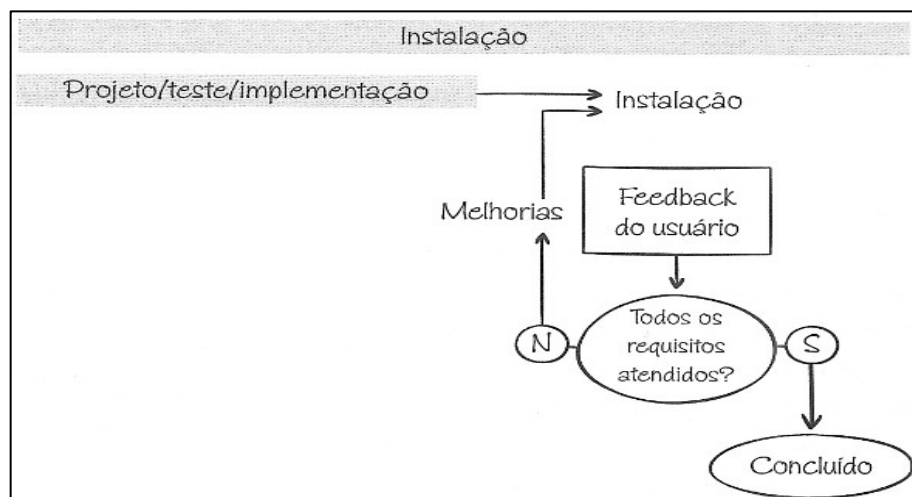 Instalação
Projeto/teste/implementação
Instalação
Melhorias
Feedback
do usuário
Todos os
requisitos
atendidos?
N
S
Concluído